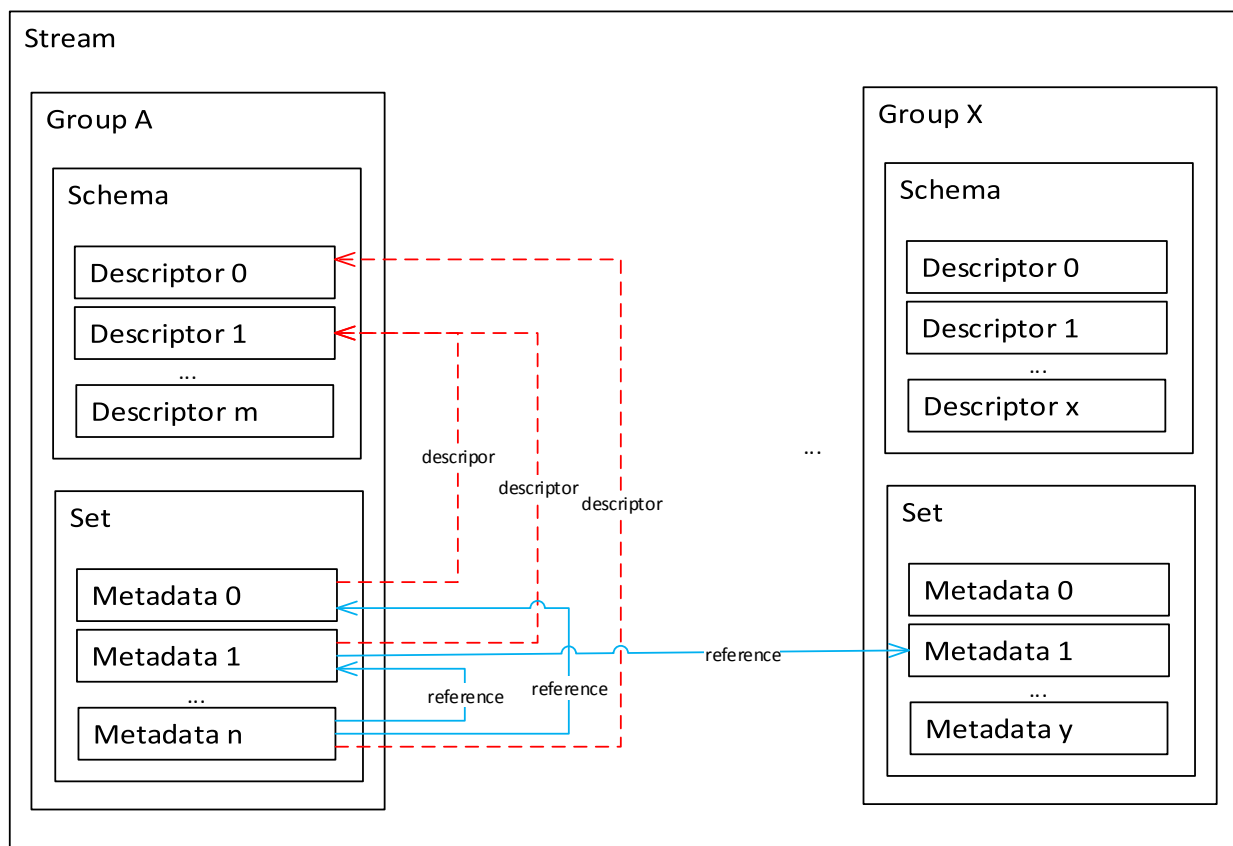 Stream
Group A
Schema
Descriptor 0
Descriptor 1
...
Descriptor m
Set
Metadata 0
Metadata 1
...
Metadata n
descripor
descriptor
descriptor
reference
reference
reference
...
Group X
Schema
Descriptor 0
Descriptor 1
...
Descriptor x
Set
Metadata 0
Metadata 1
...
Metadata y